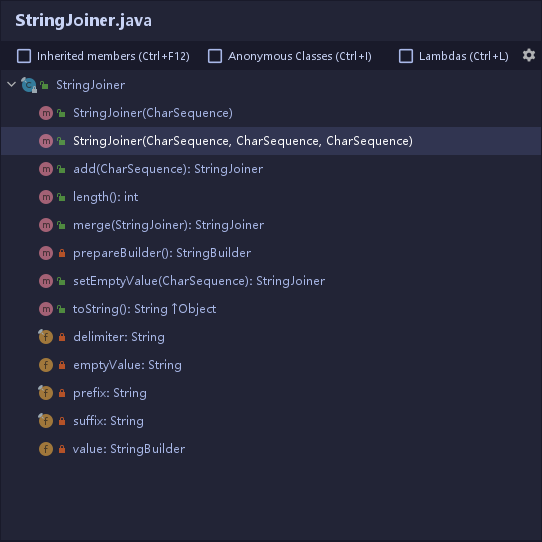 StringJoiner.java
Inherited members (Ctrl+F12) Anonymous Classes (Ctrl+I) Lambdas (Ctrl+L)
StringJoiner
StringJoiner(CharSequence)
StringJoiner(CharSequence, CharSequence, CharSequence)
add(CharSequence): StringJoiner
length(): int
merge(StringJoiner): StringJoiner
prepareBuilder(): StringBuilder
setEmptyValue(CharSequence): StringJoiner
toString(): String ↑Object
delimiter: String
emptyValue: String
prefix: String
suffix: String
value: StringBuilder